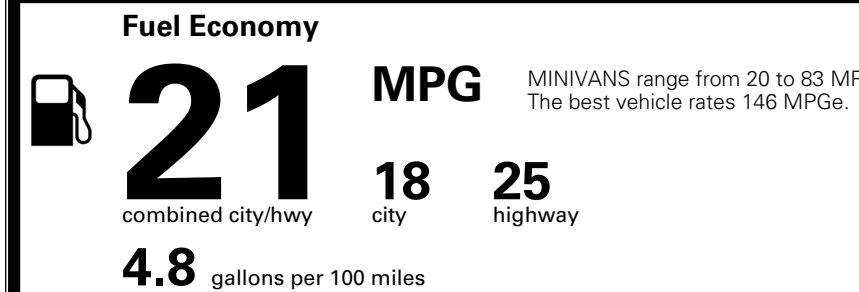 Fuel Economy
21 MPG
MINIVANS range from 20 to 83
The best vehicle rates 146 MPGe.
18 25
combined city/hwy city highway
4.8 gallons per 100 miles